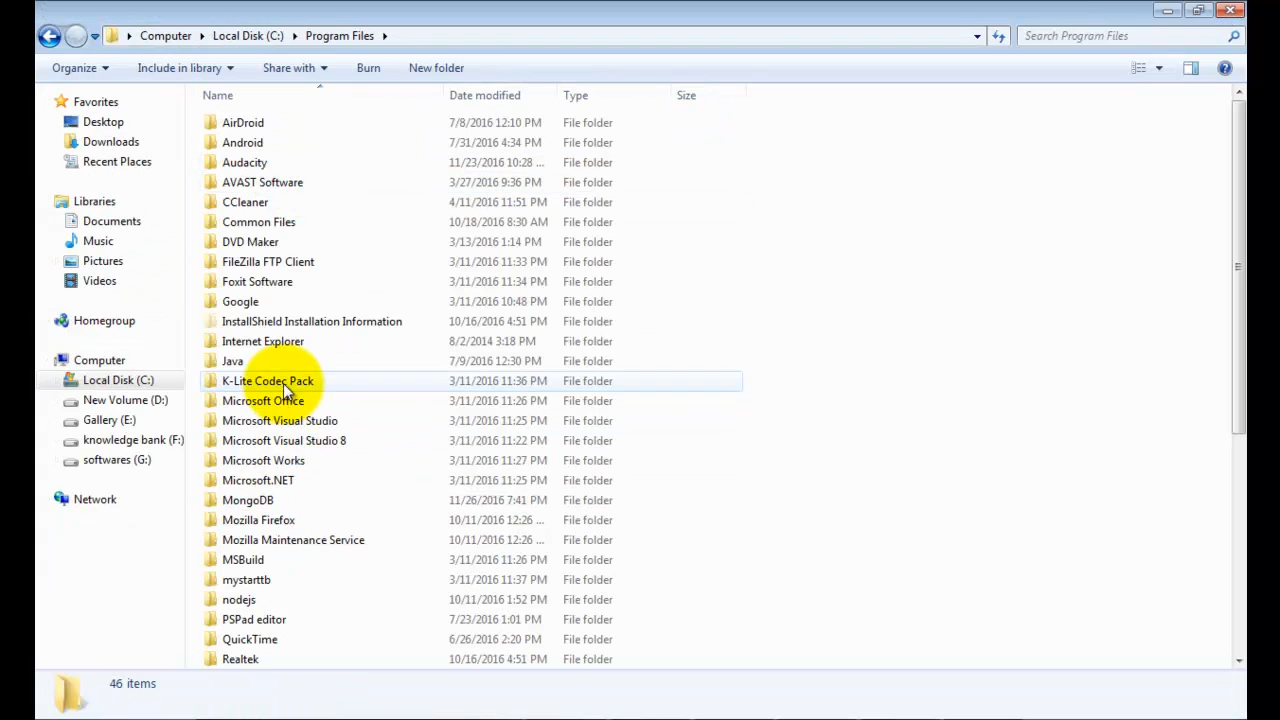 Computer Local Disk (C:) Program Files
Search Program Files
Organize Include in library Share with Burn New folder
Favorites
Desktop
Downloads
Recent Places
Libraries
Documents
Music
Pictures
Videos
Homegroup
Computer
Local Disk (C:)
New Volume (D:)
Gallery (E:)
knowledge bank (F:)
softwares (G:)
Network
Name Date modified Type Size
AirDroid 7/8/2016 12:10 PM File folder
Android 7/31/2016 4:34 PM File folder
Audacity 11/23/2016 10:28 ... File folder
AVAST Software 3/27/2016 9:36 PM File folder
CCleaner 4/11/2016 11:51 PM File folder
Common Files 10/18/2016 8:30 AM File folder
DVD Maker 3/13/2016 1:14 PM File folder
FileZilla FTP Client 3/11/2016 11:33 PM File folder
Foxit Software 3/11/2016 11:34 PM File folder
Google 3/11/2016 10:48 PM File folder
InstallShield Installation Information 10/16/2016 4:51 PM File folder
Internet Explorer 8/2/2014 3:18 PM File folder
Java 7/9/2016 12:30 PM File folder
K-Lite Codec Pack 3/11/2016 11:36 PM File folder
Microsoft Office 3/11/2016 11:26 PM File folder
Microsoft Visual Studio 3/11/2016 11:25 PM File folder
Microsoft Visual Studio 8 3/11/2016 11:22 PM File folder
Microsoft Works 3/11/2016 11:27 PM File folder
Microsoft.NET 3/11/2016 11:25 PM File folder
MongoDB 11/26/2016 7:41 PM File folder
Mozilla Firefox 10/11/2016 12:26 ... File folder
Mozilla Maintenance Service 10/11/2016 12:26 ... File folder
MSBuild 3/11/2016 11:26 PM File folder
mystarttb 3/11/2016 11:37 PM File folder
nodejs 10/11/2016 1:52 PM File folder
PSPad editor 7/23/2016 1:01 PM File folder
QuickTime 6/26/2016 2:20 PM File folder
Realtek 10/16/2016 4:51 PM File folder
46 items